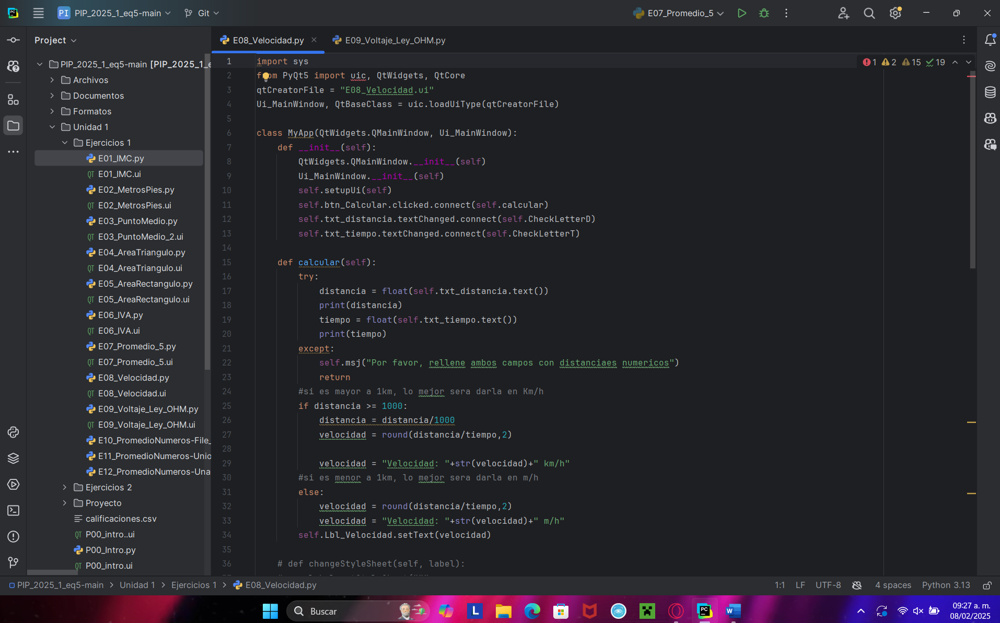 PC PI PIP_2025_1_eq5-main Git E07_Promedio_5
Project
PIP_2025_1_eq5-main [PIP_2025_1_e
Archivos
Documentos
Formatos
Unidad 1
Ejercicios 1
E01_IMC.py
QT E01_IMC.ui
E02_MetrosPies.py
QT E02_MetrosPies.ui
E03_PuntoMedio.py
QT E03_PuntoMedio_2.ui
E04_AreaTriangulo.py
QT E04_AreaTriangulo.ui
E05_AreaRectangulo.py
QT E05_AreaRectangulo.ui
E06_IVA.py
QT E06_IVA.ui
E07_Promedio_5.py
QT E07_Promedio_5.ui
E08_Velocidad.py
QT E08_Velocidad.ui
E09_Voltaje_Ley_OHM.py
QT E09_Voltaje_Ley_OHM.ui
E10_PromedioNumeros-File_
E11_PromedioNumeros-Unio
E12_PromedioNumeros-Una
Ejercicios 2
Proyecto
calificaciones.csv
QT P00_intro..ui
P00_Intro.py
QT P00_intro.ui
E08_Velocidad.py E09_Voltaje_Ley_OHM.py
1 2 15 19
1 import sys
2 from PyQt5 import uic, QtWidgets, QtCore
3 qtCreatorFile = "E08_Velocidad.ui"
4 Ui_MainWindow, QtBaseClass = uic.loadUiType(qtCreatorFile)
5
6 class MyApp(QtWidgets.QMainWindow, Ui_MainWindow):
7 def __init__(self):
8 QtWidgets.QMainWindow.__init__(self)
9 Ui_MainWindow.__init__(self)
10 self.setupUi(self)
11 self.btn_Calcular.clicked.connect(self.calcular)
12 self.txt_distancia.textChanged.connect(self.CheckLetterD)
13 self.txt_tiempo.textChanged.connect(self.CheckLetterT)
14
15 def calcular(self):
16 try:
17 distancia = float(self.txt_distancia.text())
18 print(distancia)
19 tiempo = float(self.txt_tiempo.text())
20 print(tiempo)
21 except:
22 self.msj("Por favor, rellene ambos campos con distanciaes numericos")
23 return
24 #si es mayor a 1km, lo mejor sera darla en Km/h
25 if distancia >= 1000:
26 distancia = distancia/1000
27 velocidad = round(distancia/tiempo,2)
28
29 velocidad = "Velocidad: "+str(velocidad)+" km/h"
30 #si es menor a 1km, lo mejor sera darla en m/h
31 else:
32 velocidad = round(distancia/tiempo,2)
33 velocidad = "Velocidad: "+str(velocidad)+" m/h"
34 self.Lbl_Velocidad.setText(velocidad)
35
36 # def changeStyleSheet(self, label):
PIP_2025_1_eq5-main > Unidad 1 > Ejercicios 1 > E08_Velocidad.py 1:1 LF UTF-8 4 spaces Python 3.13
Buscar L PC W 09:27 a. m.
08/02/2025